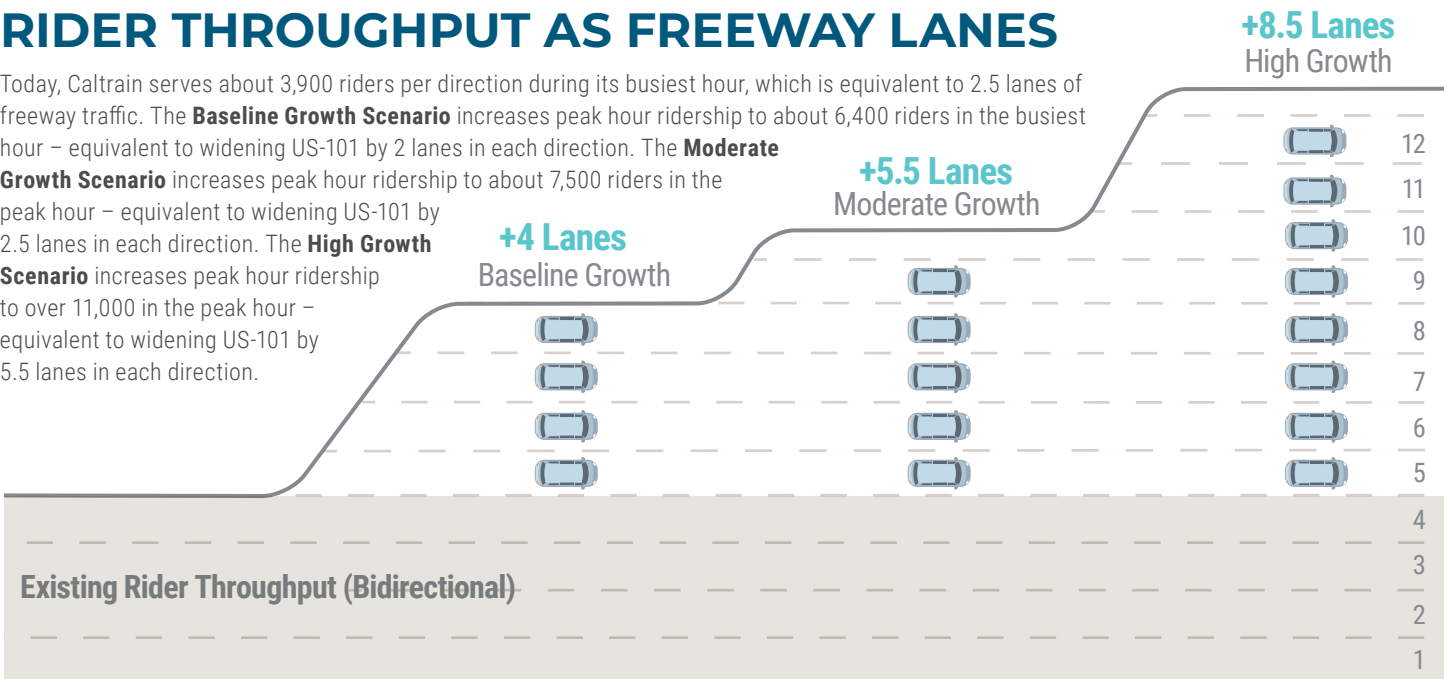 RIDER THROUGHPUT AS FREEWAY LANES
Today, Caltrain serves about 3,900 riders per direction during its busiest hour, which is equivalent to 2.5 lanes of
freeway traffic. The Baseline Growth Scenario increases peak hour ridership to about 6,400 riders in the busiest
hour – equivalent to widening US-101 by 2 lanes in each direction. The Moderate
Growth Scenario increases peak hour ridership to about 7,500 riders in the
peak hour – equivalent to widening US-101 by
2.5 lanes in each direction. The High Growth
Scenario increases peak hour ridership
to over 11,000 in the peak hour –
equivalent to widening US-101 by
5.5 lanes in each direction.
+4 Lanes
Baseline Growth
+5.5 Lanes
Moderate Growth
+8.5 Lanes
High Growth
12
11
10
9
8
7
6
5
4
3
2
1
Existing Rider Throughput (Bidirectional)